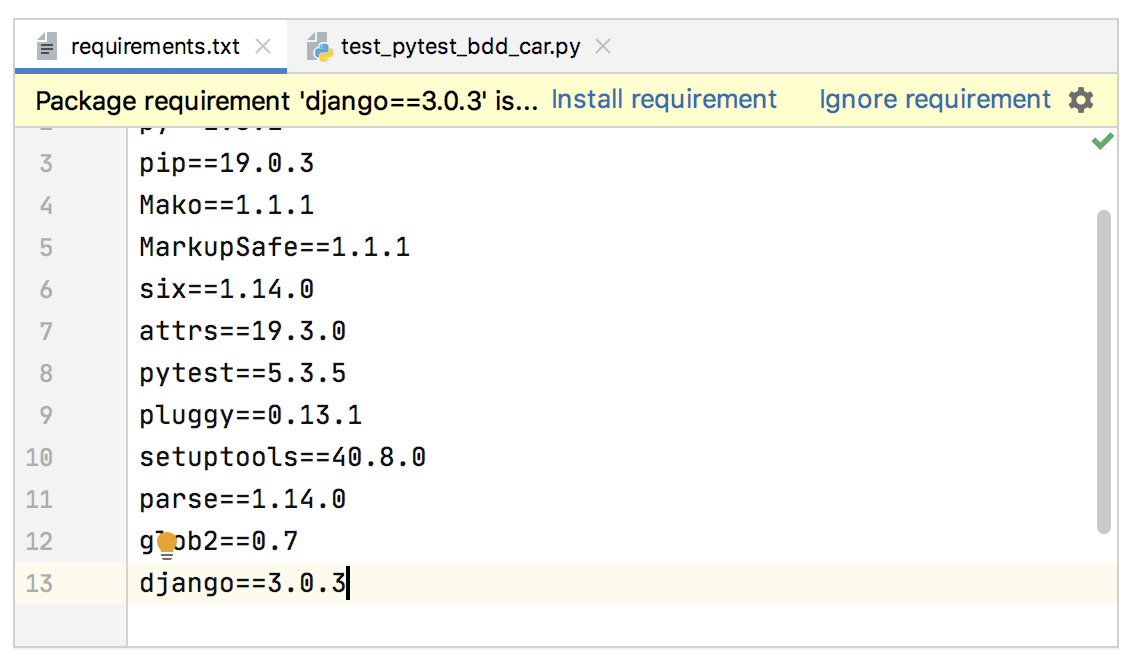 requirements.txt
test_pytest_bdd_car.py
Package requirement 'django==3.0.3' is... Install requirement Ignore requirement
3 pip==19.0.3
4 Mako==1.1.1
5 MarkupSafe==1.1.1
6 six==1.14.0
7 attrs==19.3.0
8 pytest==5.3.5
9 pluggy==0.13.1
10 setuptools==40.8.0
11 parse==1.14.0
12 glob2==0.7
13 django==3.0.3